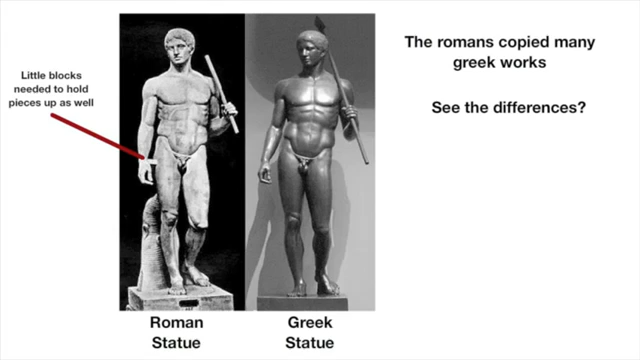 Little blocks
needed to hold
pieces up as well
The romans copied many
greek works
See the differences?
Roman
Statue
Greek
Statue